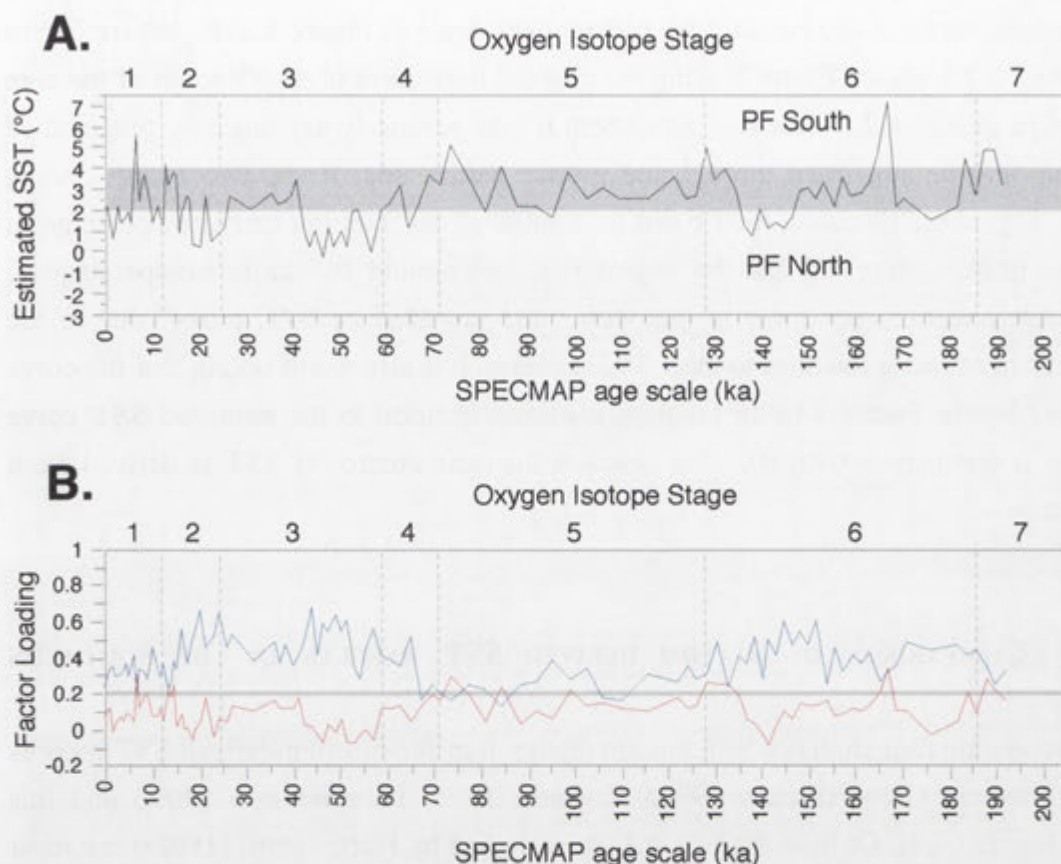 A.
Oxygen Isotope Stage
1 2 3 4 5 6 7
Estimated SST (°C)
7
6
5
4
3
2
1
0
-1
-2
-3
PF South
PF North
0 10 20 30 40 50 60 70 80 90 100 110 120 130 140 150 160 170 180 190 200
SPECMAP age scale (ka)
B.
Oxygen Isotope Stage
1 2 3 4 5 6 7
Factor Loading
1
0.8
0.6
0.4
0.2
0
-0.2
0 10 20 30 40 50 60 70 80 90 100 110 120 130 140 150 160 170 180 190 200
SPECMAP age scale (ka)